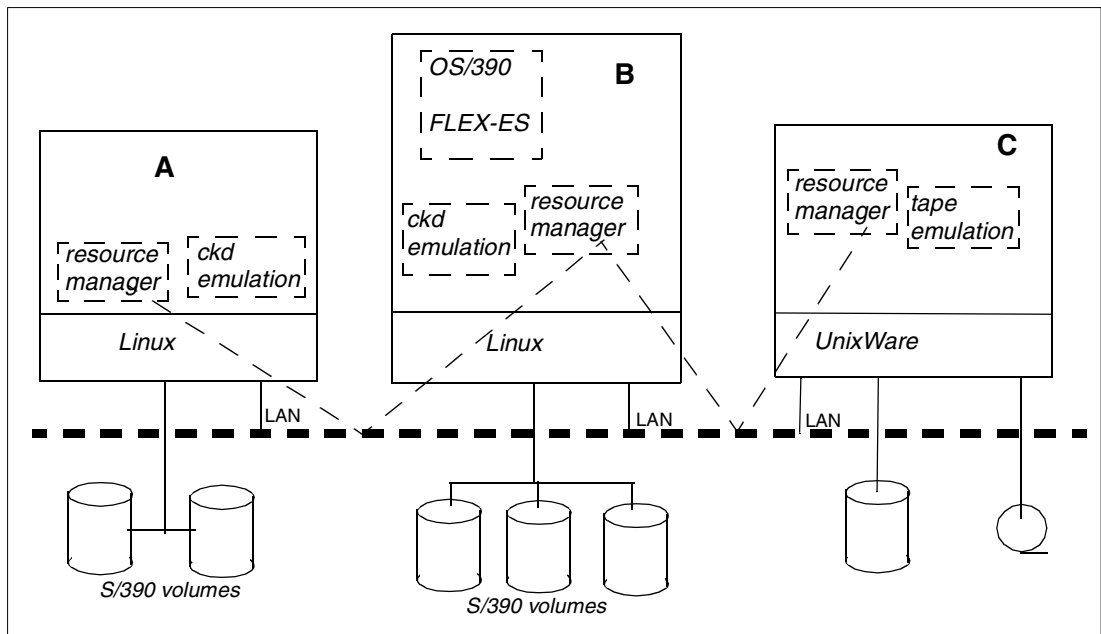 A
resource
manager
ckd
emulation
Linux
LAN
S/390 volumes
B
OS/390
FLEX-ES
ckd
emulation
resource
manager
Linux
LAN
S/390 volumes
C
resource
manager
tape
emulation
UnixWare
LAN